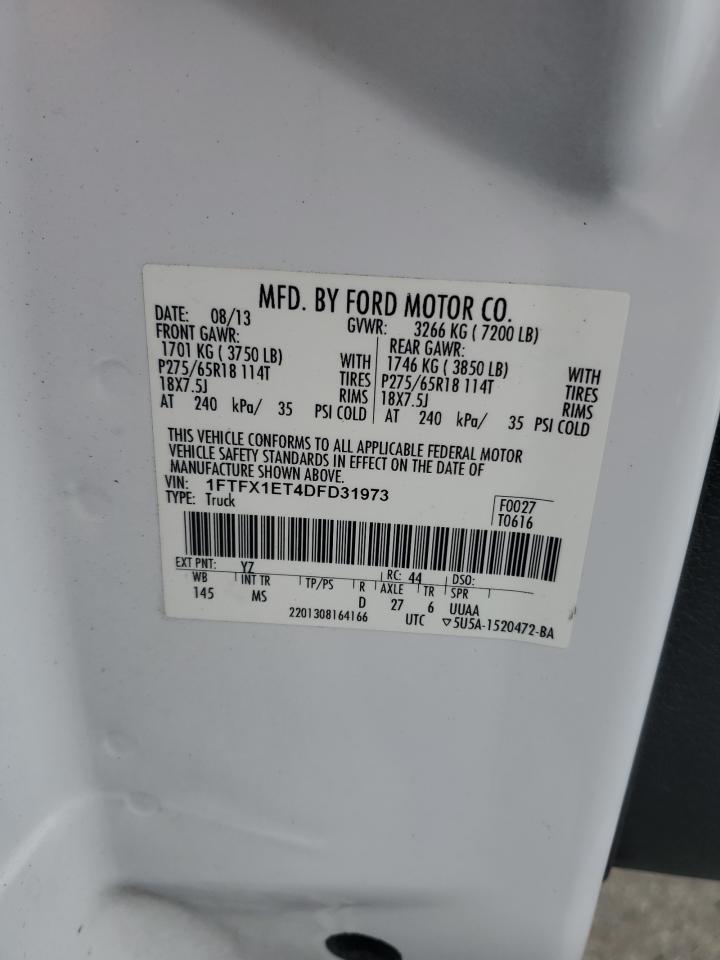 MFD. BY FORD MOTOR CO.
DATE: 08/13 GVWR: 3266 KG ( 7200 LB)
FRONT GAWR: REAR GAWR:
1701 KG ( 3750 LB) WITH 1746 KG ( 3850 LB) WITH
P275/65R18 114T TIRES P275/65R18 114T TIRES
18X7.5J RIMS 18X7.5J RIMS
AT 240 kPa/ 35 PSI COLD AT 240 kPa/ 35 PSI COLD
THIS VEHICLE CONFORMS TO ALL APPLICABLE FEDERAL MOTOR
VEHICLE SAFETY STANDARDS IN EFFECT ON THE DATE OF
MANUFACTURE SHOWN ABOVE.
VIN: 1FTFX1ET4DFD31973 F0027
TYPE: Truck T0616
EXT PNT: YZ RC: 44 DSO:
WB INT TR TP/PS R AXLE TR SPR
145 MS D 27 6 UUAA
2201308164166 UTC ▽5U5A-1520472-BA